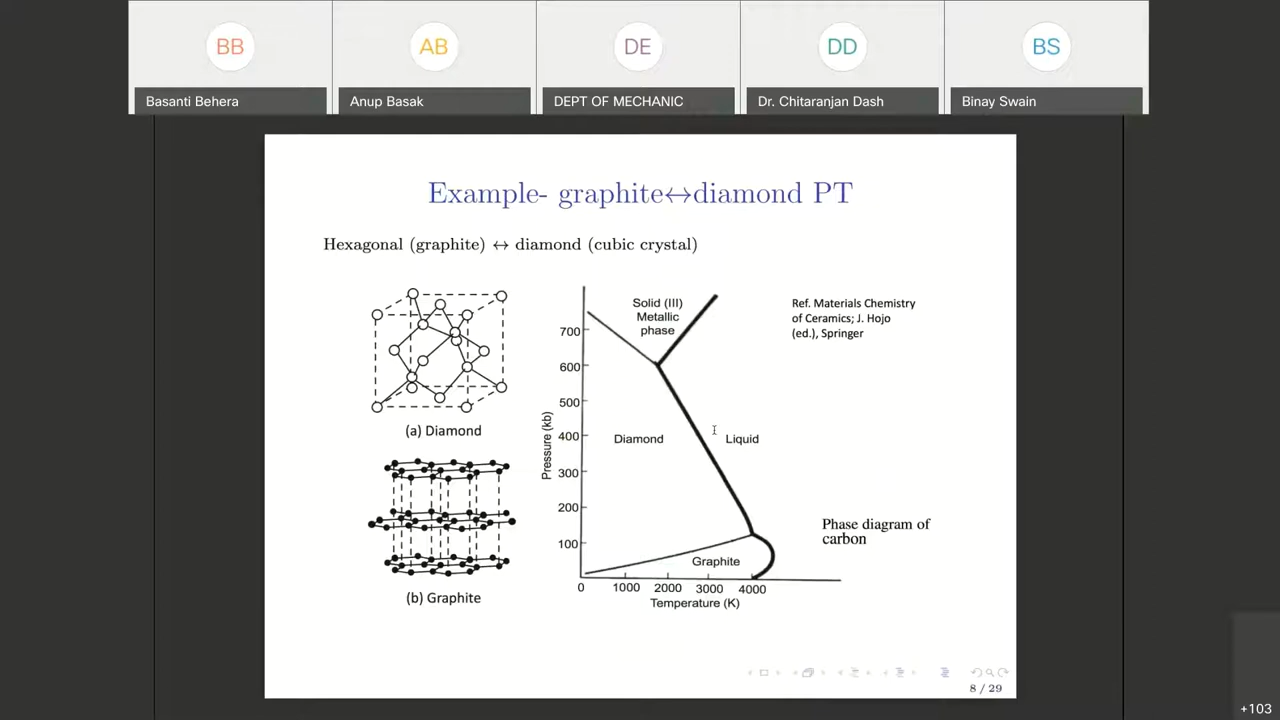 BB
AB
DE
DD
BS
Basanti Behera
Anup Basak
DEPT OF MECHANIC
Dr. Chitaranjan Dash
Binay Swain
Example- graphite↔diamond PT
Hexagonal (graphite) ↔ diamond (cubic crystal)
(a) Diamond
(b) Graphite
Solid (III)
Metallic
phase
700
600
500
400
300
200
100
Pressure (kb)
Diamond
Liquid
Graphite
0 1000 2000 3000 4000
Temperature (K)
Ref. Materials Chemistry
of Ceramics; J. Hojo
(ed.), Springer
Phase diagram of
carbon
8 / 29
+103